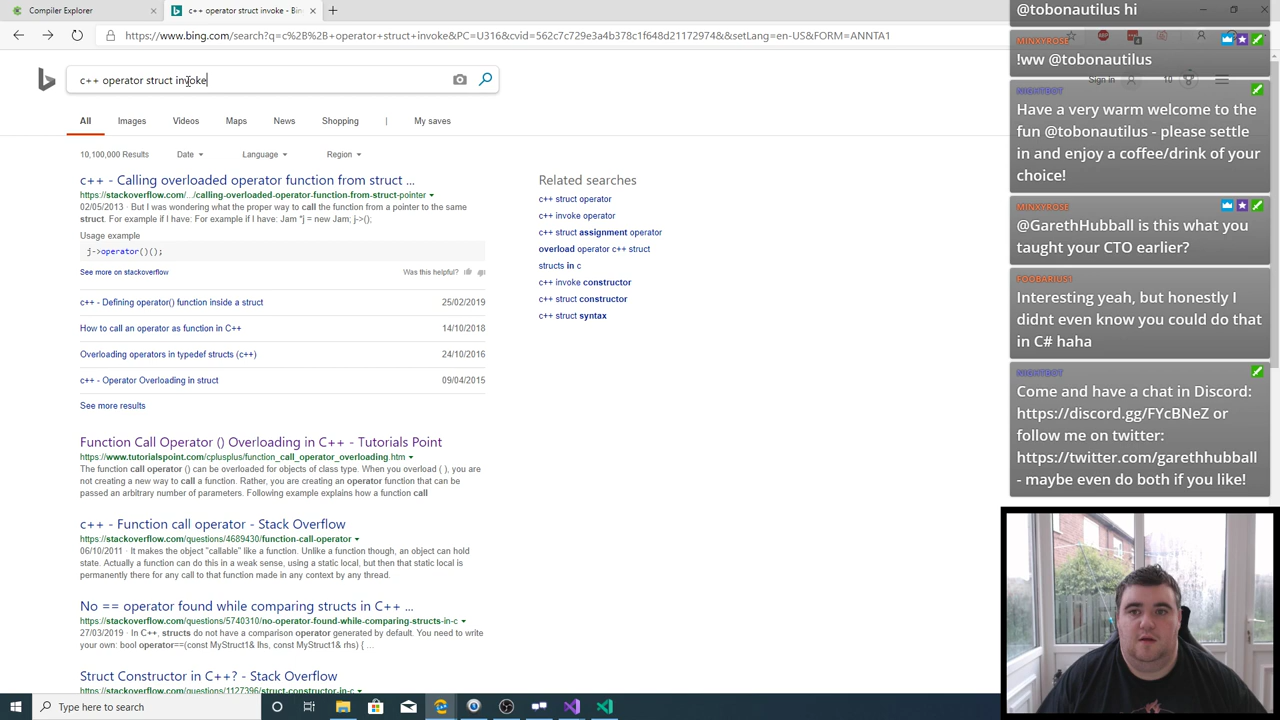 Compiler Explorer
c++ operator struct invoke - Bin
https://www.bing.com/search?q=c%2B%2B+operator+struct+invoke&PC=U316&cvid=562c7c729e3a4b378c1f648d21172974&&setLang=en-US&FORM=ANNTA1
c++ operator struct invoke
Sign in
10
All
Images
Videos
Maps
News
Shopping
|
My saves
10,100,000 Results
Date
Language
Region
c++ - Calling overloaded operator function from struct ...
https://stackoverflow.com/.../calling-overloaded-operator-function-from-struct-pointer
02/05/2013 · But I was wondering what the proper way to call the function from a pointer to the same
struct. For example if I have: For example if I have: Jam *j = new Jam; j->();
Usage example
j->operator()();
See more on stackoverflow
Was this helpful?
c++ - Defining operator() function inside a struct
25/02/2019
How to call an operator as function in C++
14/10/2018
Overloading operators in typedef structs (c++)
24/10/2016
c++ - Operator Overloading in struct
09/04/2015
See more results
Function Call Operator () Overloading in C++ - Tutorials Point
https://www.tutorialspoint.com/cplusplus/function_call_operator_overloading.htm
The function call operator () can be overloaded for objects of class type. When you overload ( ), you are
not creating a new way to call a function. Rather, you are creating an operator function that can be
passed an arbitrary number of parameters. Following example explains how a function call
c++ - Function call operator - Stack Overflow
https://stackoverflow.com/questions/4689430/function-call-operator
06/10/2011 · It makes the object "callable" like a function. Unlike a function though, an object can hold
state. Actually a function can do this in a weak sense, using a static local, but then that static local is
permanently there for any call to that function made in any context by any thread.
No == operator found while comparing structs in C++ ...
https://stackoverflow.com/questions/5740310/no-operator-found-while-comparing-structs-in-c
27/03/2019 · In C++, structs do not have a comparison operator generated by default. You need to write
your own: bool operator==(const MyStruct1& lhs, const MyStruct1& rhs) { ...
Struct Constructor in C++? - Stack Overflow
https://stackoverflow.com/questions/1127396/struct-constructor-in-c
Related searches
c++ struct operator
c++ invoke operator
c++ struct assignment operator
overload operator c++ struct
structs in c
c++ invoke constructor
c++ struct constructor
c++ struct syntax
@tobonautilus hi
MINXYROSE
!ww @tobonautilus
NIGHTBOT
Have a very warm welcome to the
fun @tobonautilus - please settle
in and enjoy a coffee/drink of your
choice!
MINXYROSE
@GarethHubball is this what you
taught your CTO earlier?
FOOBARIUS1
Interesting yeah, but honestly I
didnt even know you could do that
in C# haha
NIGHTBOT
Come and have a chat in Discord:
https://discord.gg/FYcBNeZ or
follow me on twitter:
https://twitter.com/garethhubball
- maybe even do both if you like!
Type here to search